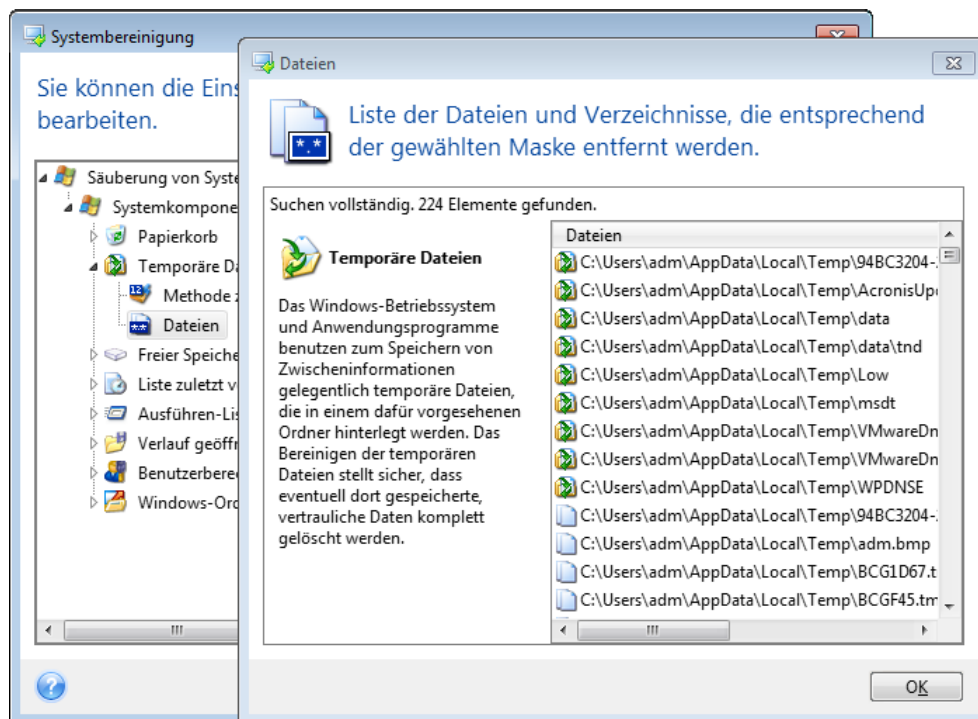 Systembereinigung
Sie können die Eins
bearbeiten.
Säuberung von Syste
Systemkompone
Papierkorb
Temporäre Da
Methode z
Dateien
Freier Speiche
Liste zuletzt v
Ausführen-Lis
Verlauf geöffn
Benutzerbere
Windows-Ord
Dateien
Liste der Dateien und Verzeichnisse, die entsprechend
der gewählten Maske entfernt werden.
Suchen vollständig. 224 Elemente gefunden.
Temporäre Dateien
Das Windows-Betriebssystem
und Anwendungsprogramme
benutzen zum Speichern von
Zwischeninformationen
gelegentlich temporäre Dateien,
die in einem dafür vorgesehenen
Ordner hinterlegt werden. Das
Bereinigen der temporären
Dateien stellt sicher, dass
eventuell dort gespeicherte,
vertrauliche Daten komplett
gelöscht werden.
Dateien
C:\Users\adm\AppData\Local\Temp\94BC3204-
C:\Users\adm\AppData\Local\Temp\AcronisUpd
C:\Users\adm\AppData\Local\Temp\data
C:\Users\adm\AppData\Local\Temp\data\tnd
C:\Users\adm\AppData\Local\Temp\Low
C:\Users\adm\AppData\Local\Temp\msdt
C:\Users\adm\AppData\Local\Temp\VMwareDn
C:\Users\adm\AppData\Local\Temp\VMwareDn
C:\Users\adm\AppData\Local\Temp\WPDNSE
C:\Users\adm\AppData\Local\Temp\94BC3204-
C:\Users\adm\AppData\Local\Temp\adm.bmp
C:\Users\adm\AppData\Local\Temp\BCG1D67.t
C:\Users\adm\AppData\Local\Temp\BCGF45.tm
OK